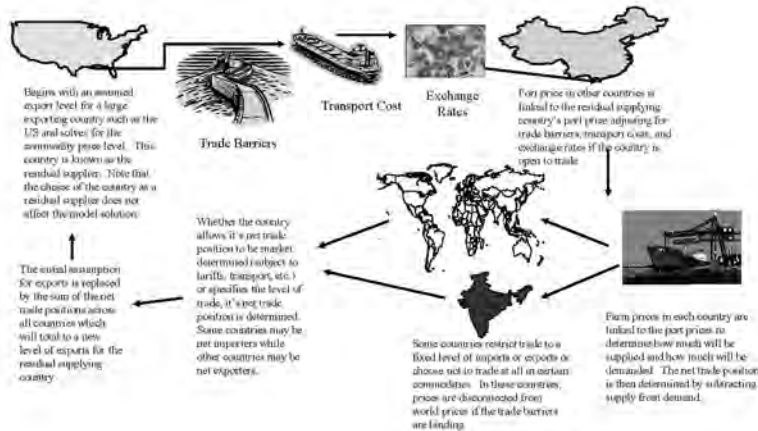 Begins with an assumed
export level for a large
exporting country such as the
US and solves for the
commodity price level. This
country is known as the
residual supplier. Note that
the choice of the country as a
residual supplier does not
affect the model solution.
Trade Barriers
Transport Cost
Exchange
Rates
Port price in other countries is
linked to the residual supplying
country's port price adjusting for
trade barriers, transport costs, and
exchange rates if the country is
open to trade
Farm prices in each country are
linked to the port prices to
determine how much will be
supplied and how much will be
demanded. The net trade position
is then determined by subtracting
supply from demand.
Some countries restrict trade to a
fixed level of imports or exports or
choose not to trade at all in certain
commodities. In these countries,
prices are disconnected from
world prices if the trade barriers
are binding.
Whether the country
allows it's net trade
position to be market
determined (subject to
tariffs, transport, etc.)
or specifies the level of
trade, it's net trade
position is determined.
Some countries may be
net importers while
other countries may be
net exporters.
The initial assumption
for exports is replaced
by the sum of the net
trade positions across
all countries which
will total to a new
level of exports for the
residual supplying
country.